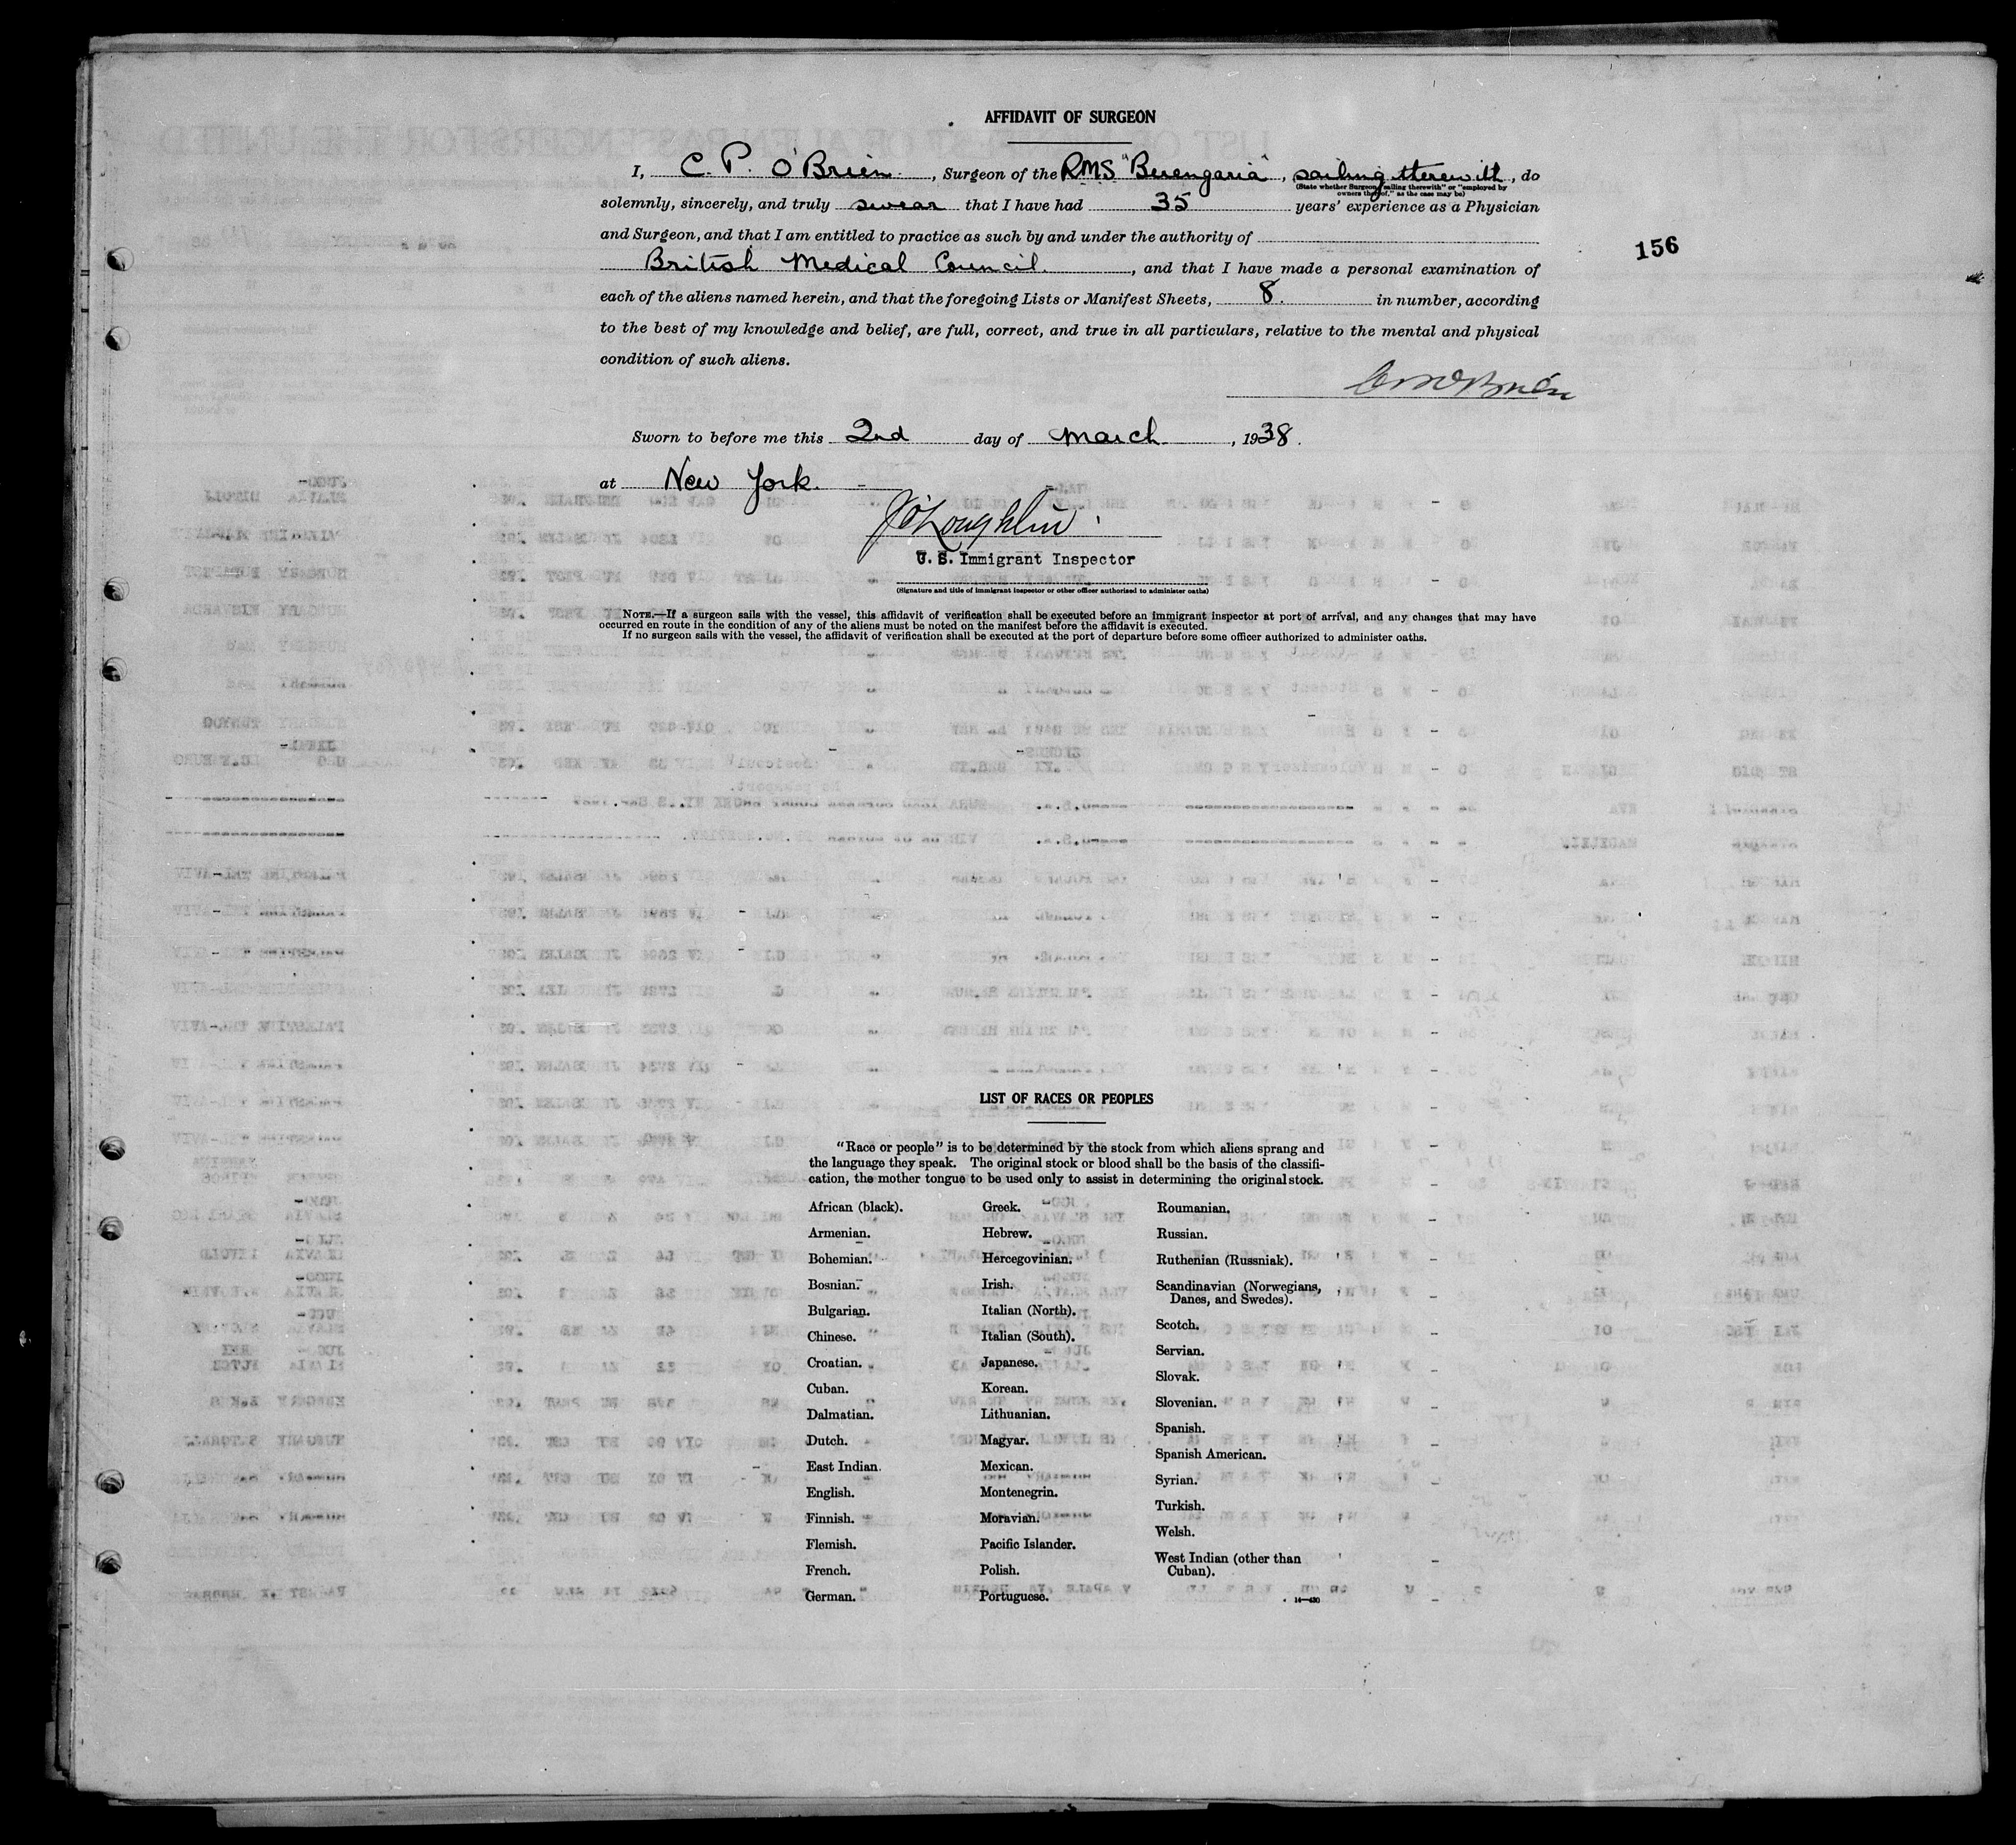 AFFIDAVIT OF SURGEON
I, C. P. O'Brien, Surgeon of the RMS "Berengaria", sailing therewith, do
(State whether Surgeon "sailing therewith" or "employed by
owners thereof," as the case may be)
solemnly, sincerely, and truly swear that I have had 35 years' experience as a Physician
and Surgeon, and that I am entitled to practice as such by and under the authority of
156
British Medical Council., and that I have made a personal examination of
each of the aliens named herein, and that the foregoing Lists or Manifest Sheets, 8. in number, according
to the best of my knowledge and belief, are full, correct, and true in all particulars, relative to the mental and physical
condition of such aliens.
O'Brien
Sworn to before me this 2nd day of March, 1938.
at New York.
J O'Loughlin.
U. S. Immigrant Inspector
(Signature and title of immigrant inspector or other officer authorized to administer oaths)
NOTE.—If a surgeon sails with the vessel, this affidavit of verification shall be executed before an immigrant inspector at port of arrival, and any changes that may have
occurred en route in the condition of any of the aliens must be noted on the manifest before the affidavit is executed.
If no surgeon sails with the vessel, the affidavit of verification shall be executed at the port of departure before some officer authorized to administer oaths.
LIST OF RACES OR PEOPLES
"Race or people" is to be determined by the stock from which aliens sprang and
the language they speak. The original stock or blood shall be the basis of the classifi-
cation, the mother tongue to be used only to assist in determining the original stock.
African (black).
Armenian.
Bohemian.
Bosnian.
Bulgarian.
Chinese.
Croatian.
Cuban.
Dalmatian.
Dutch.
East Indian.
English.
Finnish.
Flemish.
French.
German.
Greek.
Hebrew.
Hercegovinian.
Irish.
Italian (North).
Italian (South).
Japanese.
Korean.
Lithuanian.
Magyar.
Mexican.
Montenegrin.
Moravian.
Pacific Islander.
Polish.
Portuguese.
Roumanian.
Russian.
Ruthenian (Russniak).
Scandinavian (Norwegians,
Danes, and Swedes).
Scotch.
Servian.
Slovak.
Slovenian.
Spanish.
Spanish American.
Syrian.
Turkish.
Welsh.
West Indian (other than
Cuban).
14—430